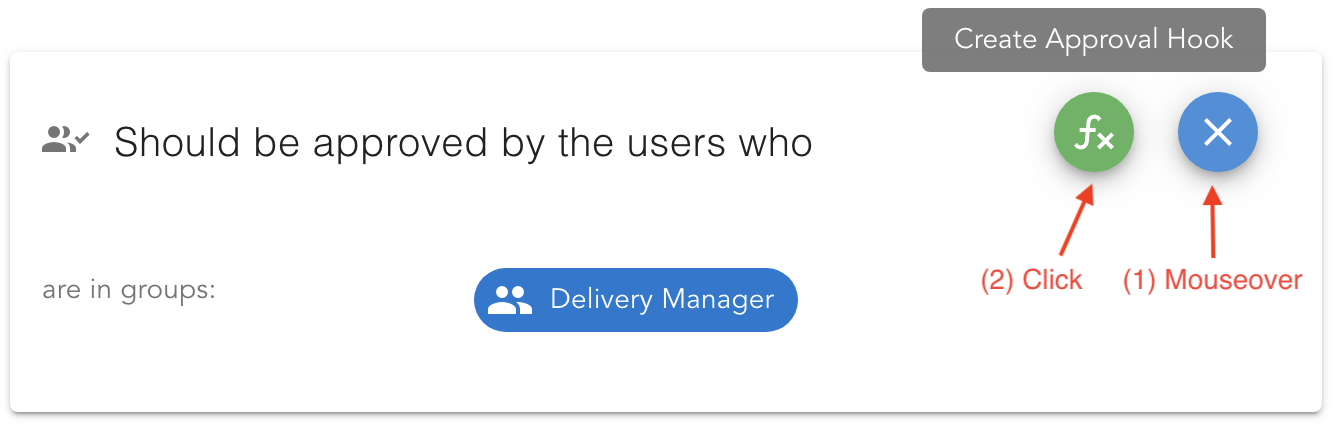 Create Approval Hook
Should be approved by the users who
fx
(2) Click
(1) Mouseover
are in groups:
Delivery Manager